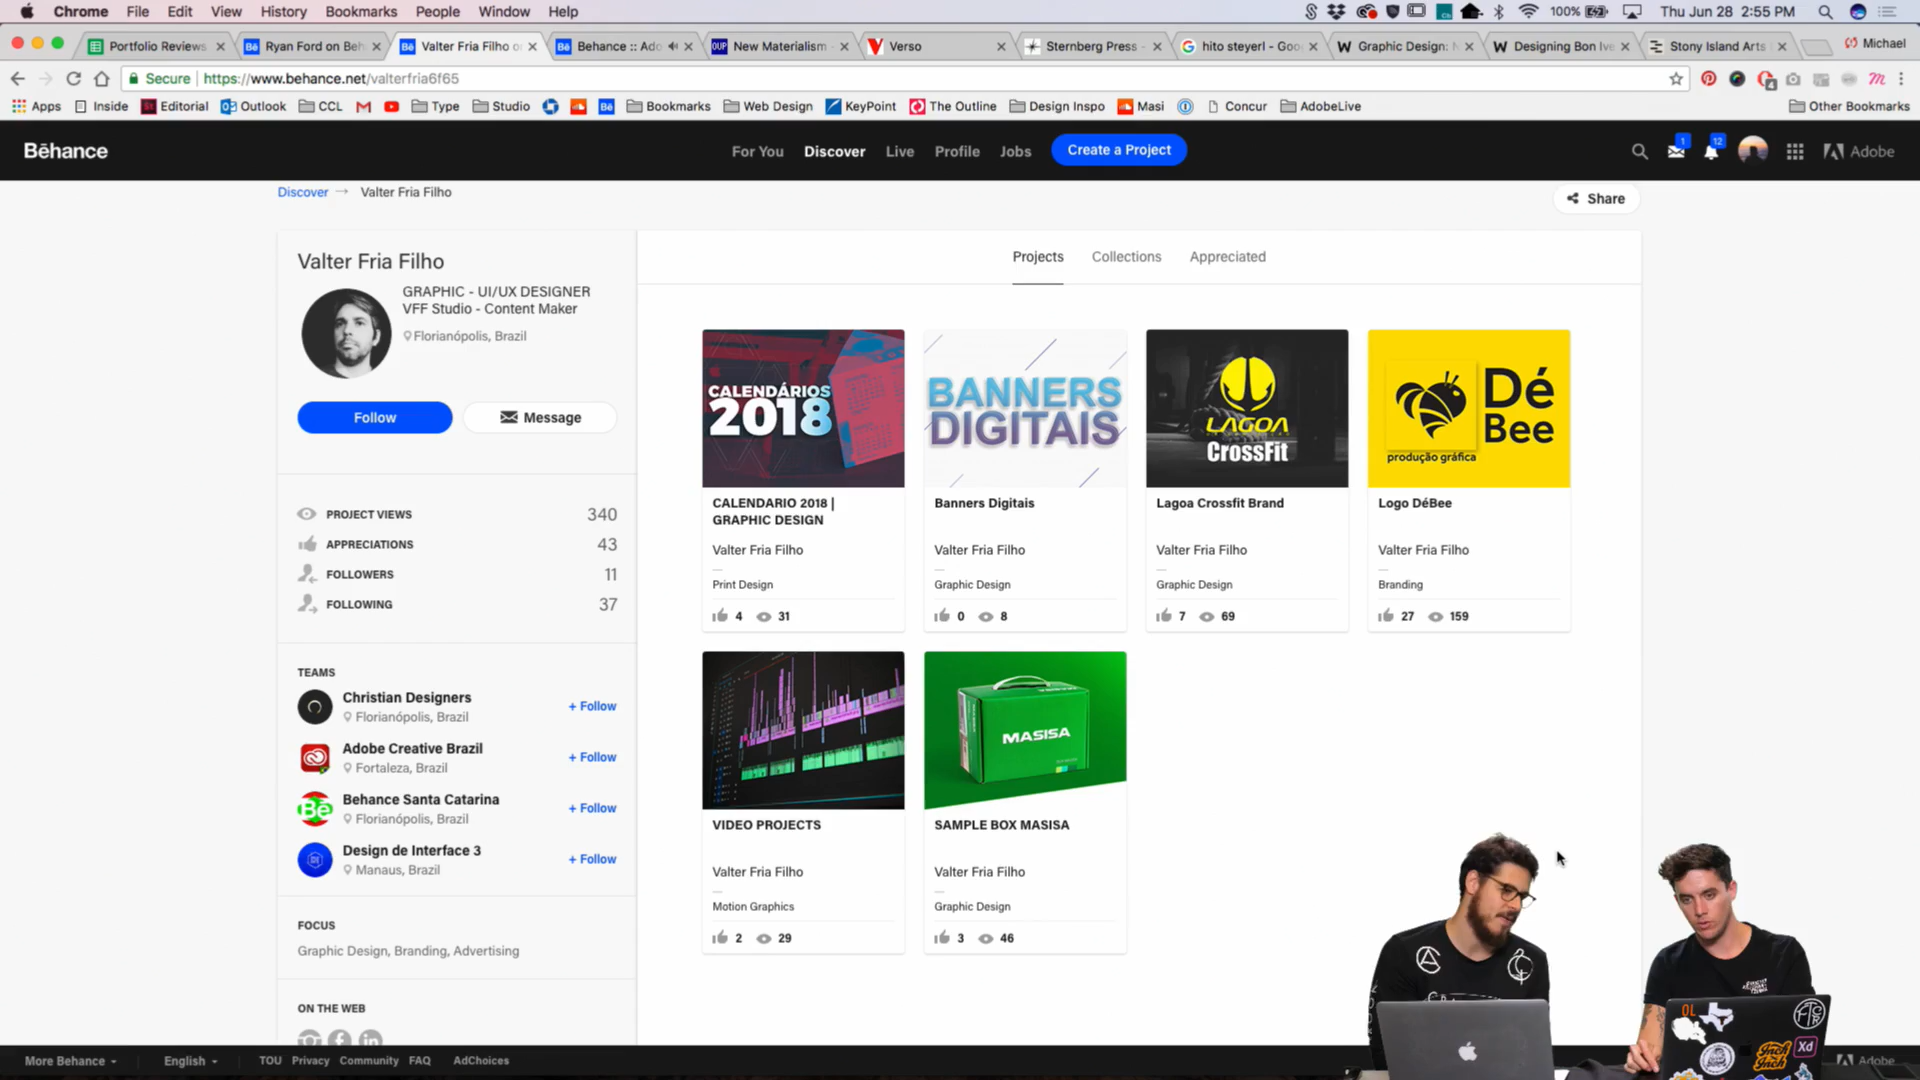 Chrome File Edit View History Bookmarks People Window Help
100% Thu Jun 28 2:55 PM
Portfolio Reviews
Ryan Ford on Beh
Valter Fria Filho o
Behance :: Ado
New Materialism
Verso
Sternberg Press -
hito steyerl - Goo
Graphic Design:
Designing Bon Ive
Stony Island Arts
Michael
Secure https://www.behance.net/valterfria6f65
Apps Inside Editorial Outlook CCL Type Studio Bē Bookmarks Web Design KeyPoint The Outline Design Inspo Masi Concur AdobeLive Other Bookmarks
Bēhance
For You Discover Live Profile Jobs Create a Project
1 12
Adobe
Discover → Valter Fria Filho
Share
Valter Fria Filho
GRAPHIC - UI/UX DESIGNER
VFF Studio - Content Maker
Florianópolis, Brazil
Follow Message
PROJECT VIEWS 340
APPRECIATIONS 43
FOLLOWERS 11
FOLLOWING 37
TEAMS
Christian Designers
Florianópolis, Brazil
+ Follow
Adobe Creative Brazil
Fortaleza, Brazil
+ Follow
Bē
Behance Santa Catarina
Florianópolis, Brazil
+ Follow
Design de Interface 3
Manaus, Brazil
+ Follow
FOCUS
Graphic Design, Branding, Advertising
ON THE WEB
Projects Collections Appreciated
CALENDÁRIOS
2018
CALENDARIO 2018 |
GRAPHIC DESIGN
Valter Fria Filho
Print Design
4 31
BANNERS
DIGITAIS
Banners Digitais
Valter Fria Filho
Graphic Design
0 8
LAGOA
CrossFit
Lagoa Crossfit Brand
Valter Fria Filho
Graphic Design
7 69
Dé
Bee
produção gráfica
Logo DéBee
Valter Fria Filho
Branding
27 159
VIDEO PROJECTS
Valter Fria Filho
Motion Graphics
2 29
MASISA
SAMPLE BOX MASISA
Valter Fria Filho
Graphic Design
3 46
OL
Xd
More Behance English TOU Privacy Community FAQ AdChoices
Adobe